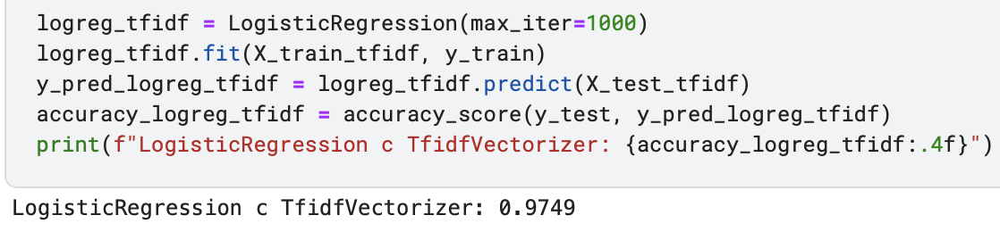 logreg_tfidf = LogisticRegression(max_iter=1000)
logreg_tfidf.fit(X_train_tfidf, y_train)
y_pred_logreg_tfidf = logreg_tfidf.predict(X_test_tfidf)
accuracy_logreg_tfidf = accuracy_score(y_test, y_pred_logreg_tfidf)
print(f"LogisticRegression с TfidfVectorizer: {accuracy_logreg_tfidf:.4f}")
LogisticRegression с TfidfVectorizer: 0.9749